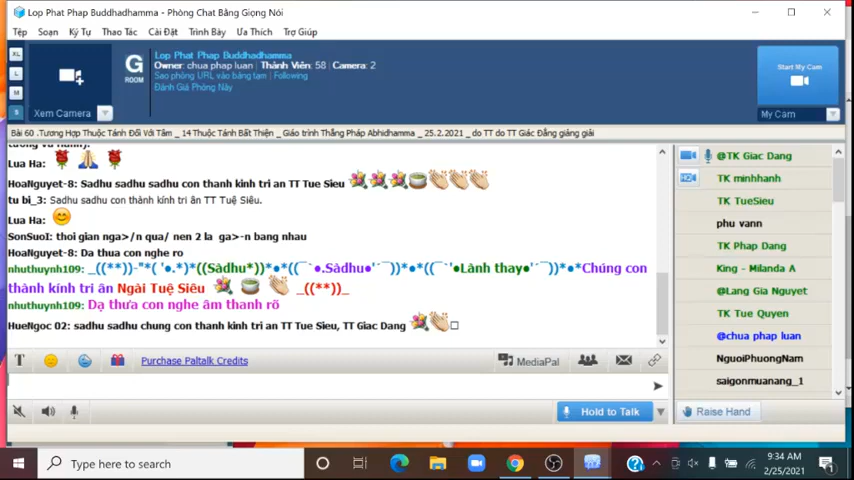 Lop Phat Phap Buddhadhamma - Phòng Chat Bằng Giọng Nói
Tệp Soạn Ký Tự Thao Tác Cài Đặt Trình Bày Ưa Thích Trợ Giúp
XL
L
M
S
Xem Camera
G
ROOM
Lop Phat Phap Buddhadhamma
Owner: chua phap luan | Thành Viên: 58 | Camera: 2
Sao phòng URL vào bảng tạm | Following
Đánh Giá Phòng Này
Start My Cam
My Cam
Bài 60 .Tương Hợp Thuộc Tánh Đối Với Tâm _ 14 Thuộc Tánh Bất Thiện _ Giáo trình Thắng Pháp Abhidhamma _ 25.2.2021 _ do TT do TT Giác Đẳng giảng giải
Lua Ha:
HoaNguyet-8: Sadhu sadhu sadhu con thanh kinh tri an TT Tue Sieu
tu bi_3: Sadhu sadhu con thành kính tri ân TT Tuệ Siêu.
Lua Ha:
SonSuoI: thoi gian nga>/n qua/ nen 2 la ga>-n bang nhau
HoaNguyet-8: Da thua con nghe ro
nhuthuynh109: _((**))-"*( '●.*)*((Sàdhu*))*●*((¯`●.Sàdhu●'´¯))*●*((¯`'●Lành thay●'´¯))*●*Chúng con
thành kính tri ân Ngài Tuệ Siêu _((**))_
nhuthuynh109: Dạ thưa con nghe âm thanh rõ
HueNgoc 02: sadhu sadhu chung con thanh kinh tri an TT Tue Sieu, TT Giac Dang
@TK Giac Dang
TK minhhanh
TK TueSieu
phu vann
TK Phap Dang
King - Milanda A
@Lang Gia Nguyet
TK Tue Quyen
@chua phap luan
NguoiPhuongNam
saigonmuanang_1
T Purchase Paltalk Credits MediaPal
Hold to Talk Raise Hand
Type here to search
9:34 AM
2/25/2021
1